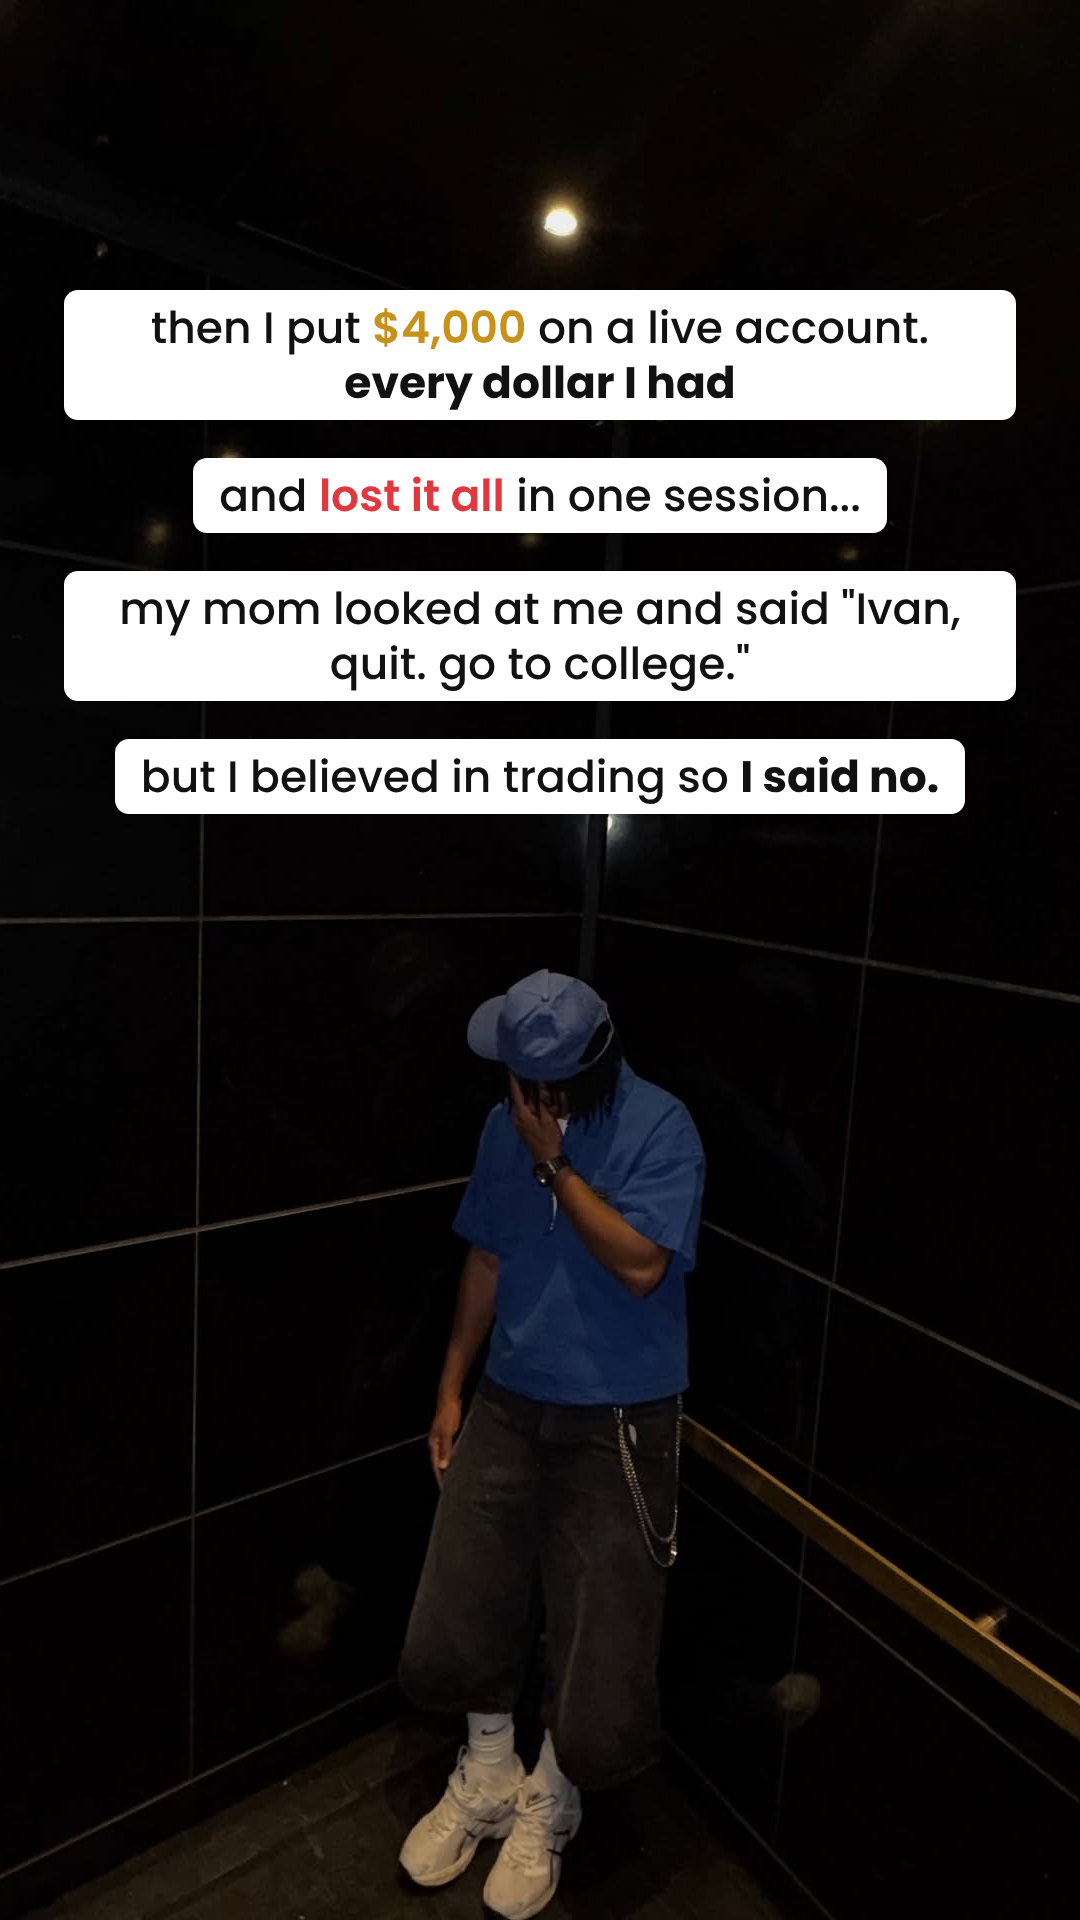 then I put $4,000 on a live account.
every dollar I had
and lost it all in one session...
my mom looked at me and said "Ivan,
quit. go to college."
but I believed in trading so I said no.